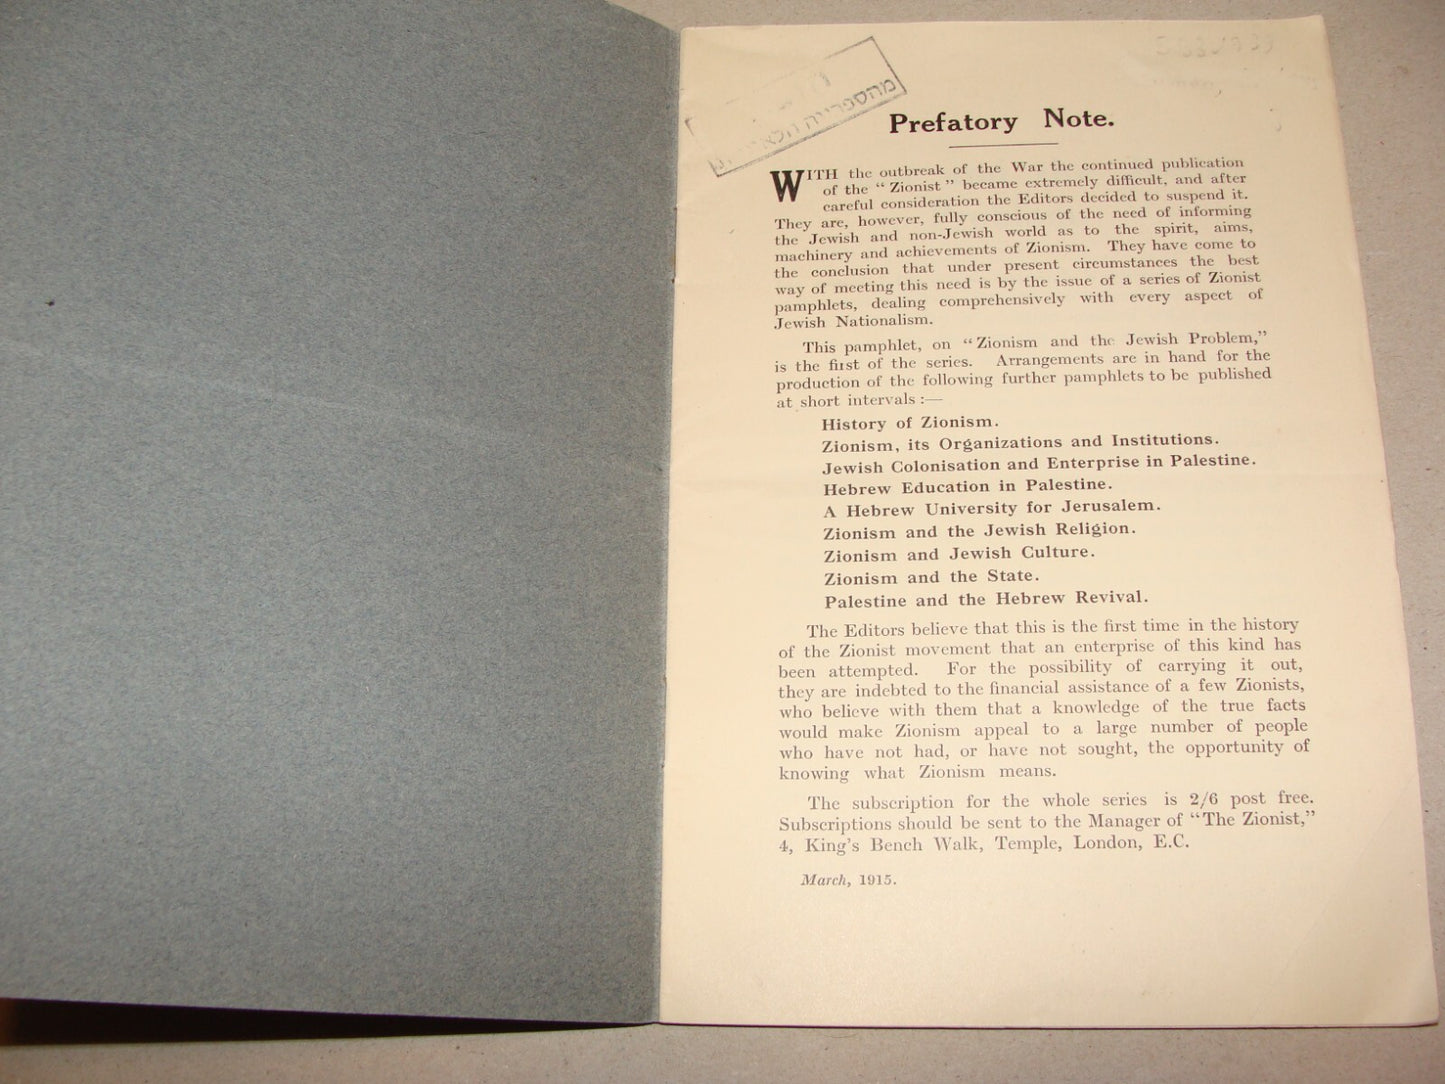 מהספרייה
Prefatory Note.
WITH the outbreak of the War the continued publication
of the “ Zionist ” became extremely difficult, and after
careful consideration the Editors decided to suspend it.
They are, however, fully conscious of the need of informing
the Jewish and non-Jewish world as to the spirit, aims,
machinery and achievements of Zionism. They have come to
the conclusion that under present circumstances the best
way of meeting this need is by the issue of a series of Zionist
pamphlets, dealing comprehensively with every aspect of
Jewish Nationalism.
This pamphlet, on “Zionism and the Jewish Problem,”
is the first of the series. Arrangements are in hand for the
production of the following further pamphlets to be published
at short intervals :—
History of Zionism.
Zionism, its Organizations and Institutions.
Jewish Colonisation and Enterprise in Palestine.
Hebrew Education in Palestine.
A Hebrew University for Jerusalem.
Zionism and the Jewish Religion.
Zionism and Jewish Culture.
Zionism and the State.
Palestine and the Hebrew Revival.
The Editors believe that this is the first time in the history
of the Zionist movement that an enterprise of this kind has
been attempted. For the possibility of carrying it out,
they are indebted to the financial assistance of a few Zionists,
who believe with them that a knowledge of the true facts
would make Zionism appeal to a large number of people
who have not had, or have not sought, the opportunity of
knowing what Zionism means.
The subscription for the whole series is 2/6 post free.
Subscriptions should be sent to the Manager of “The Zionist,”
4, King's Bench Walk, Temple, London, E.C.
March, 1915.